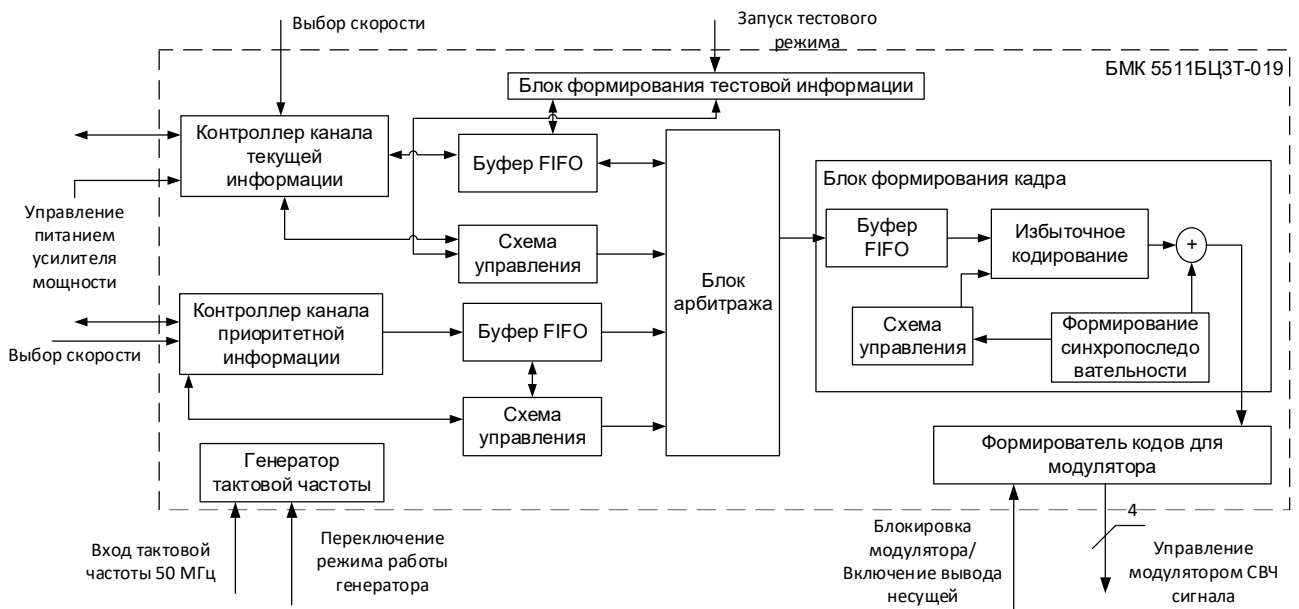 Выбор скорости
Запуск тестового
режима
БМК 5511БЦ3Т-019
Блок формирования тестовой информации
Контроллер канала
текущей
информации
Буфер FIFO
Блок формирования кадра
Управление
питанием
усилителя
мощности
Схема
управления
Блок
арбитража
Буфер
FIFO
Избыточное
кодирование
+
Контроллер канала
приоритетной
информации
Буфер FIFO
Схема
управления
Формирование
синхропоследо
вательности
Выбор скорости
Схема
управления
Формирователь кодов для
модулятора
Генератор
тактовой частоты
4
Вход тактовой
частоты 50 МГц
Переключение
режима работы
генератора
Блокировка
модулятора/
Включение вывода
несущей
Управление
модулятором СВЧ
сигнала